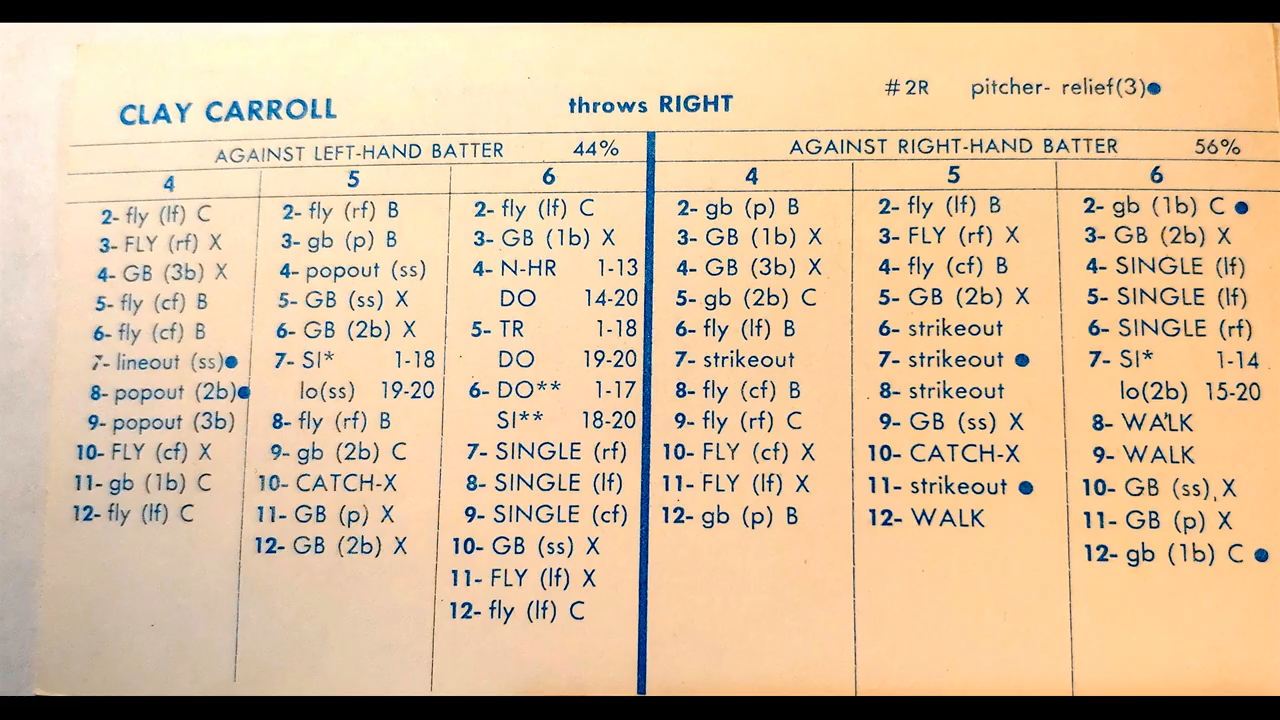 #2R pitcher- relief(3)●
CLAY CARROLL throws RIGHT
AGAINST LEFT-HAND BATTER 44%
4
2- fly (lf) C
3- FLY (rf) X
4- GB (3b) X
5- fly (cf) B
6- fly (cf) B
7- lineout (ss)●
8- popout (2b)●
9- popout (3b)
10- FLY (cf) X
11- gb (1b) C
12- fly (lf) C
5
2- fly (rf) B
3- gb (p) B
4- popout (ss)
5- GB (ss) X
6- GB (2b) X
7- SI* 1-18
lo(ss) 19-20
8- fly (rf) B
9- gb (2b) C
10- CATCH-X
11- GB (p) X
12- GB (2b) X
6
2- fly (lf) C
3- GB (1b) X
4- N-HR 1-13
DO 14-20
5- TR 1-18
DO 19-20
6- DO** 1-17
SI** 18-20
7- SINGLE (rf)
8- SINGLE (lf)
9- SINGLE (cf)
10- GB (ss) X
11- FLY (lf) X
12- fly (lf) C
AGAINST RIGHT-HAND BATTER 56%
4
2- gb (p) B
3- GB (1b) X
4- GB (3b) X
5- gb (2b) C
6- fly (lf) B
7- strikeout
8- fly (cf) B
9- fly (rf) C
10- FLY (cf) X
11- FLY (lf) X
12- gb (p) B
5
2- fly (lf) B
3- FLY (rf) X
4- fly (cf) B
5- GB (2b) X
6- strikeout
7- strikeout ●
8- strikeout
9- GB (ss) X
10- CATCH-X
11- strikeout ●
12- WALK
6
2- gb (1b) C ●
3- GB (2b) X
4- SINGLE (lf)
5- SINGLE (lf)
6- SINGLE (rf)
7- SI* 1-14
lo(2b) 15-20
8- WALK
9- WALK
10- GB (ss) X
11- GB (p) X
12- gb (1b) C ●